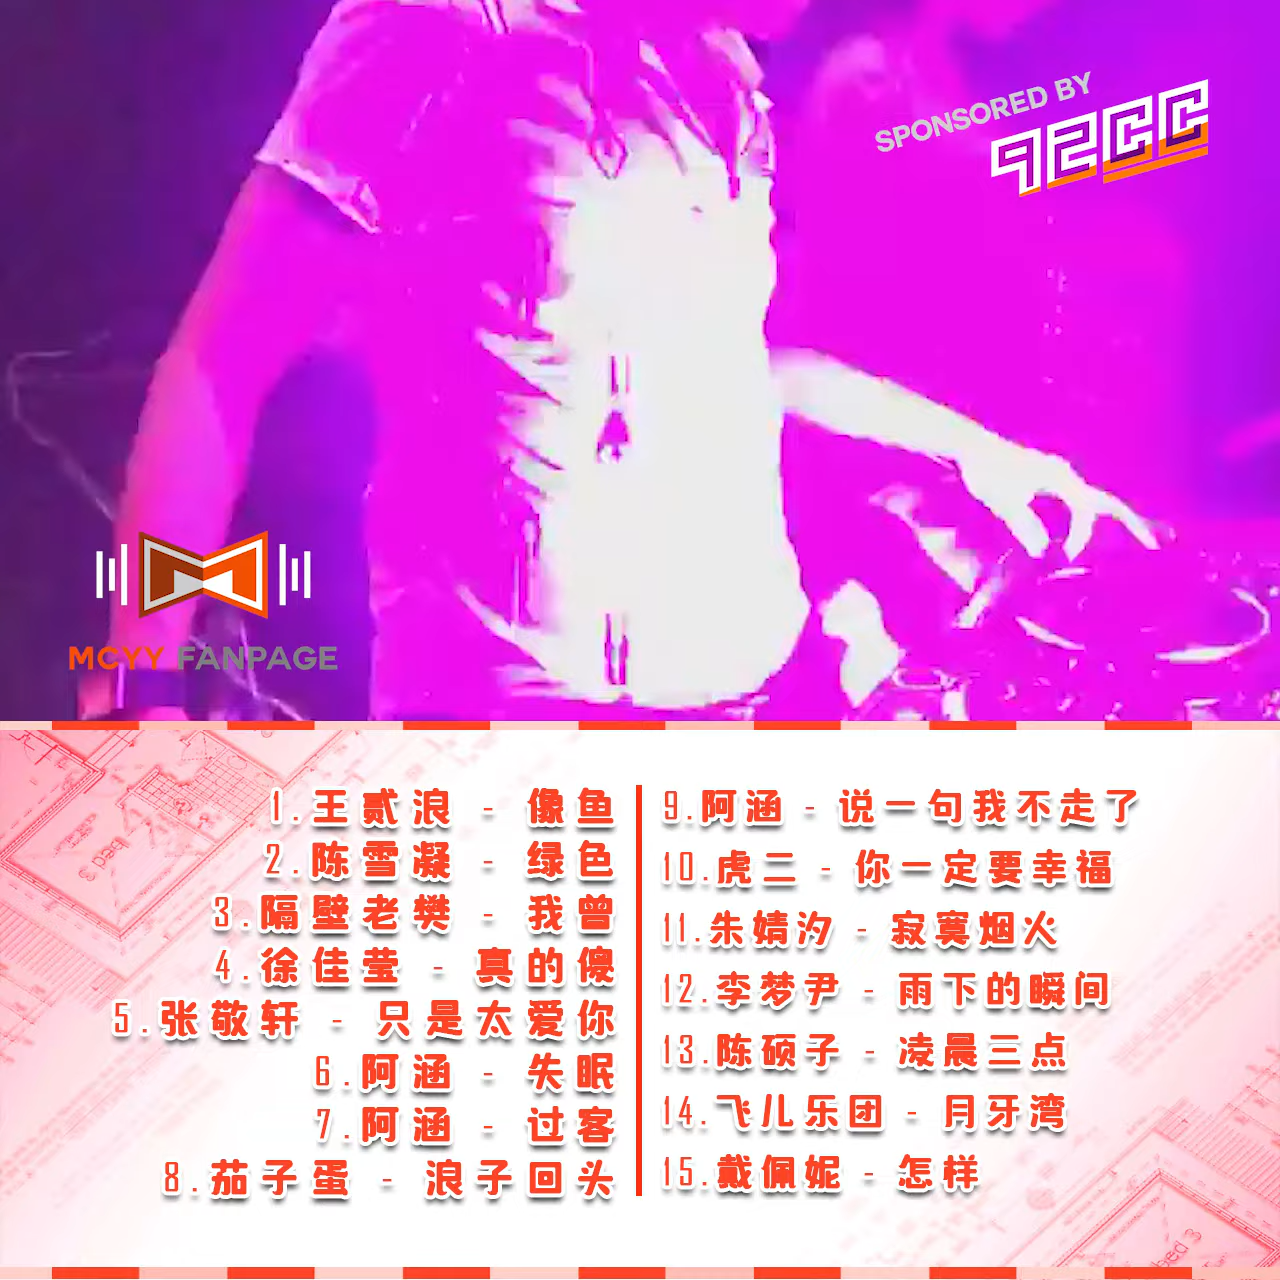 SPONSORED BY
92CC
MCYY FANPAGE
1.王贰浪 - 像鱼
2.陈雪凝 - 绿色
3.隔壁老樊 - 我曾
4.徐佳莹 - 真的傻
5.张敬轩 - 只是太爱你
6.阿涵 - 失眠
7.阿涵 - 过客
8.茄子蛋 - 浪子回头
9.阿涵 - 说一句我不走了
10.虎二 - 你一定要幸福
11.朱婧汐 - 寂寞烟火
12.李梦尹 - 雨下的瞬间
13.陈硕子 - 凌晨三点
14.飞儿乐团 - 月牙湾
15.戴佩妮 - 怎样